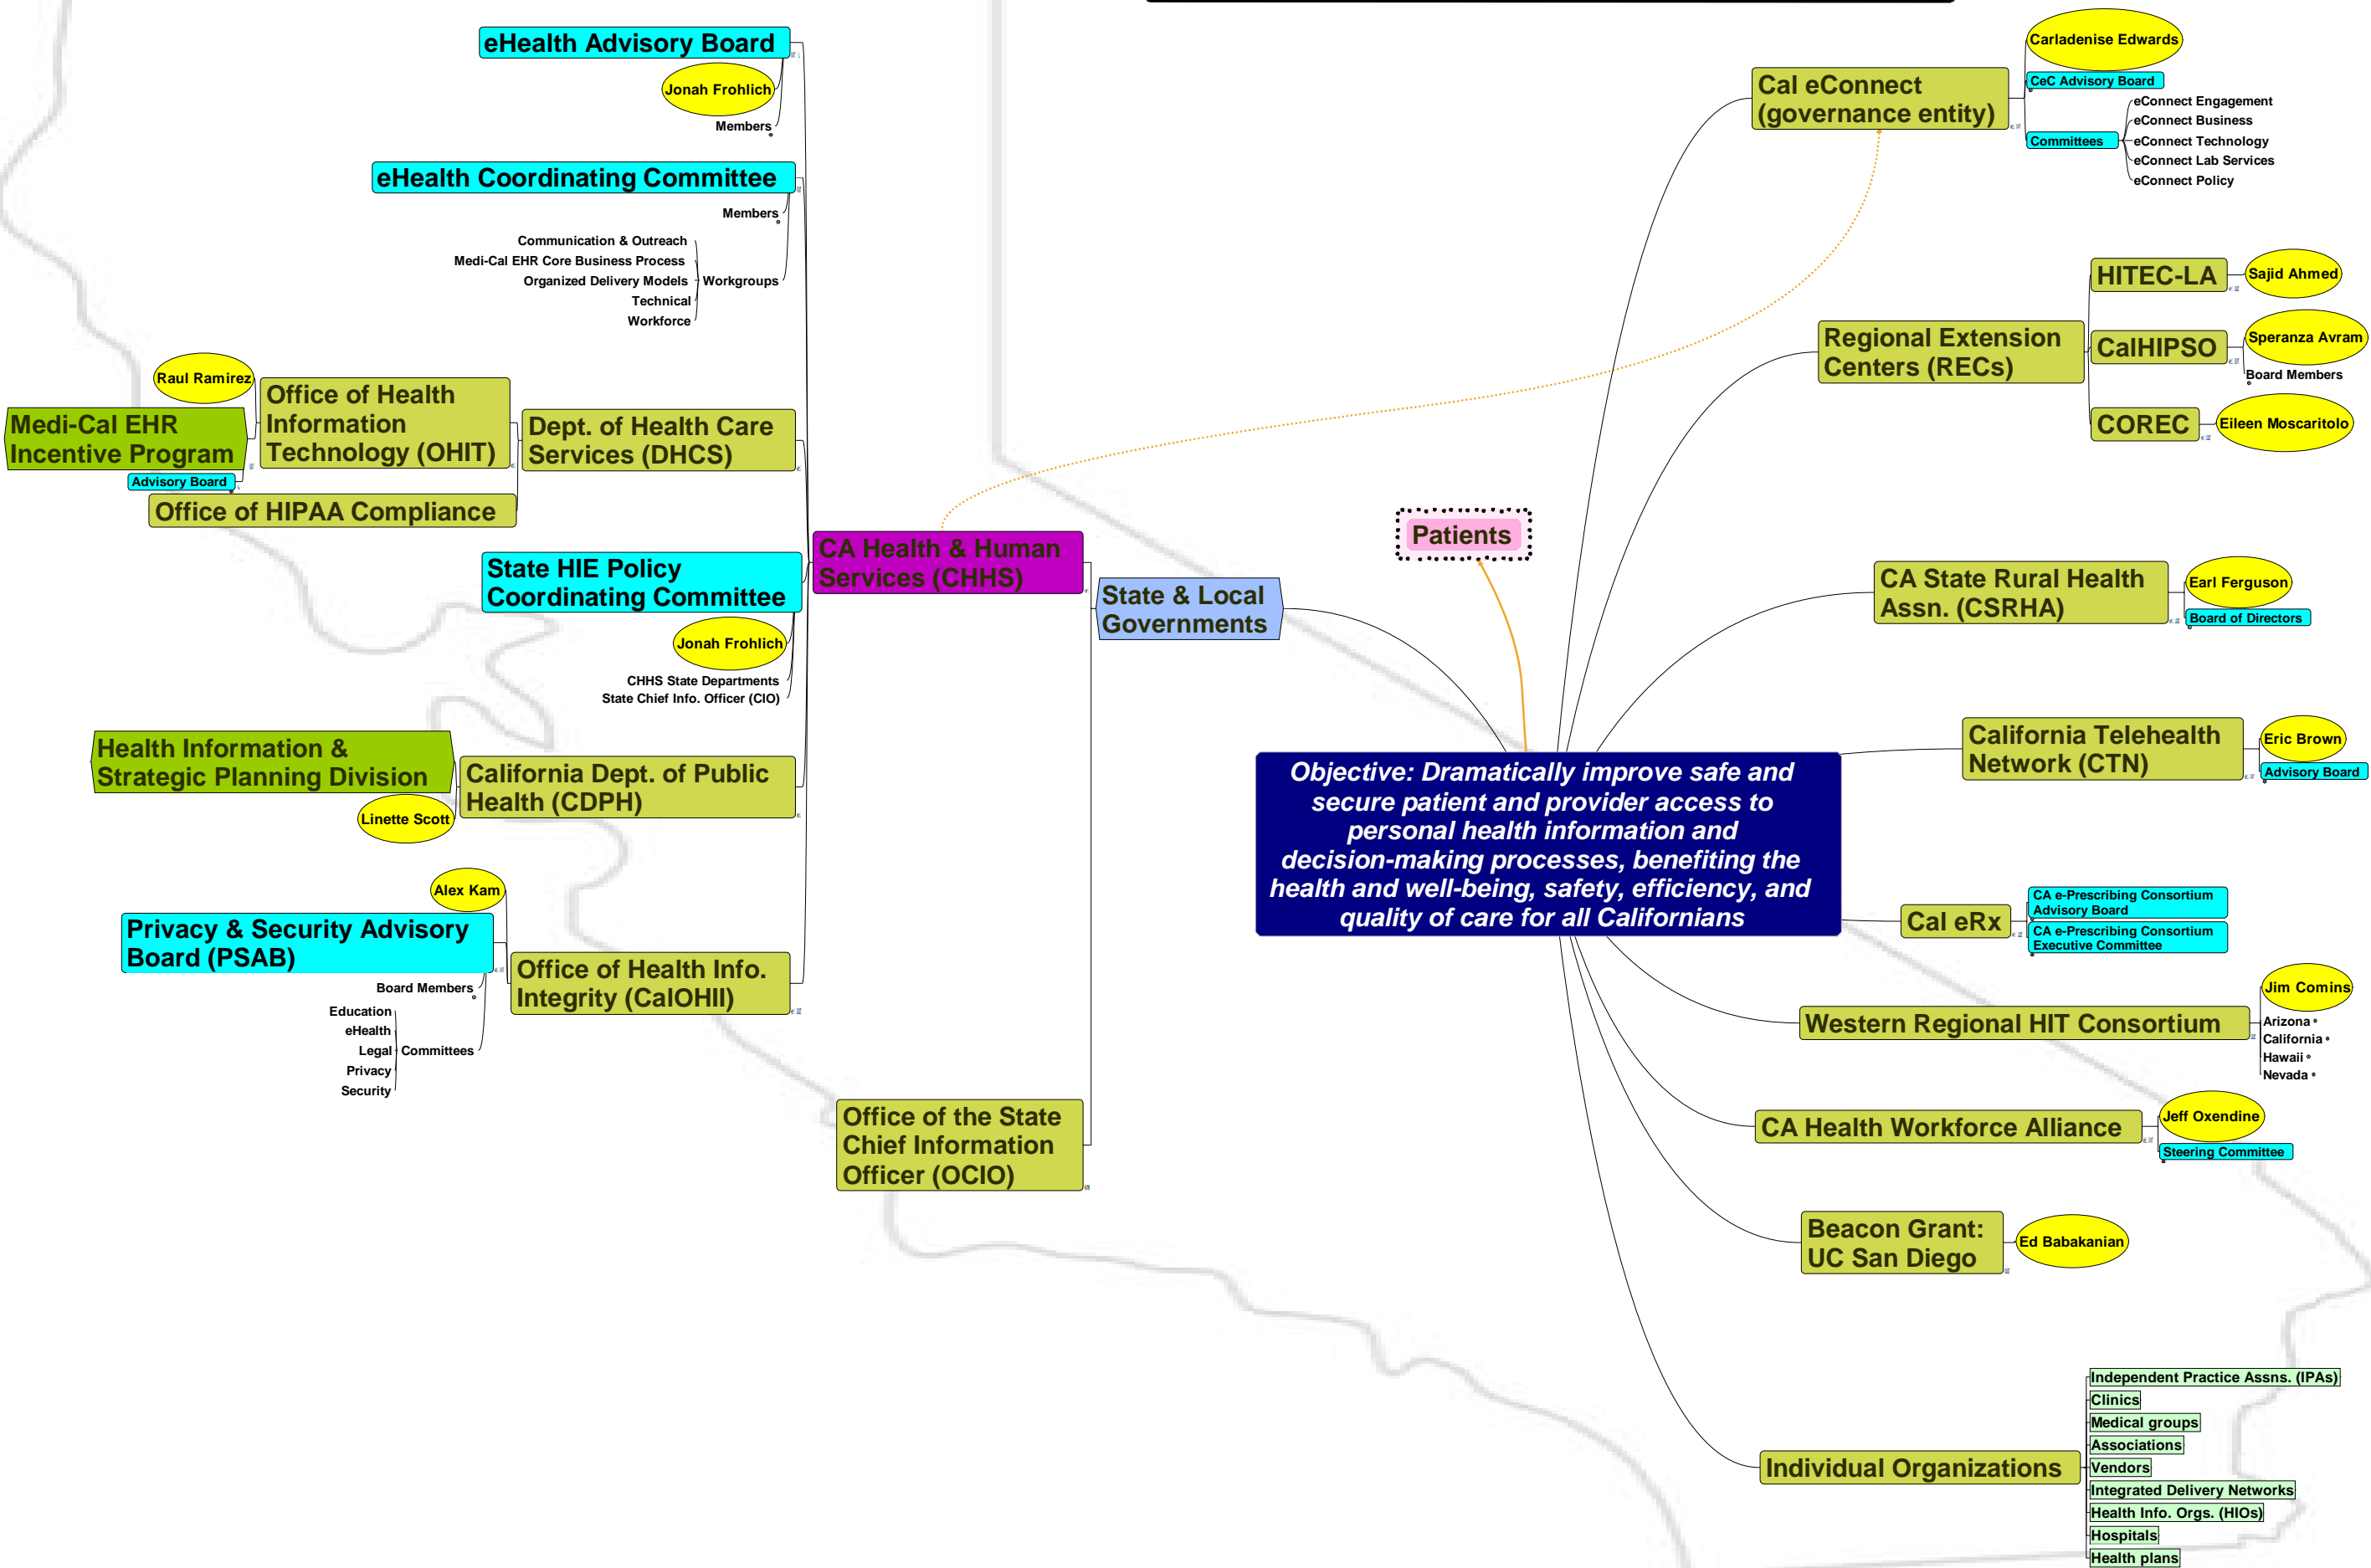 eHealth Advisory Board
Jonah Frohlich
Members
eHealth Coordinating Committee
Members
Communication & Outreach
Medi-Cal EHR Core Business Process
Organized Delivery Models
Technical
Workforce
Workgroups
Raul Ramirez
Medi-Cal EHR
Incentive Program
Advisory Board
Office of Health
Information
Technology (OHIT)
Office of HIPAA Compliance
Dept. of Health Care
Services (DHCS)
State HIE Policy
Coordinating Committee
Jonah Frohlich
CHHS State Departments
State Chief Info. Officer (CIO)
Health Information &
Strategic Planning Division
Linette Scott
California Dept. of Public
Health (CDPH)
Alex Kam
Privacy & Security Advisory
Board (PSAB)
Board Members
Education
eHealth
Legal
Privacy
Security
Committees
Office of Health Info.
Integrity (CalOHII)
CA Health & Human
Services (CHHS)
Office of the State
Chief Information
Officer (OCIO)
State & Local
Governments
Patients
Objective: Dramatically improve safe and
secure patient and provider access to
personal health information and
decision-making processes, benefiting the
health and well-being, safety, efficiency, and
quality of care for all Californians
Cal eConnect
(governance entity)
Carladenise Edwards
CeC Advisory Board
Committees
eConnect Engagement
eConnect Business
eConnect Technology
eConnect Lab Services
eConnect Policy
Regional Extension
Centers (RECs)
HITEC-LA
Sajid Ahmed
CalHIPSO
Speranza Avram
Board Members
COREC
Eileen Moscaritolo
CA State Rural Health
Assn. (CSRHA)
Earl Ferguson
Board of Directors
California Telehealth
Network (CTN)
Eric Brown
Advisory Board
Cal eRx
CA e-Prescribing Consortium
Advisory Board
CA e-Prescribing Consortium
Executive Committee
Western Regional HIT Consortium
Jim Comins
Arizona
California
Hawaii
Nevada
CA Health Workforce Alliance
Jeff Oxendine
Steering Committee
Beacon Grant:
UC San Diego
Ed Babakanian
Individual Organizations
Independent Practice Assns. (IPAs)
Clinics
Medical groups
Associations
Vendors
Integrated Delivery Networks
Health Info. Orgs. (HIOs)
Hospitals
Health plans